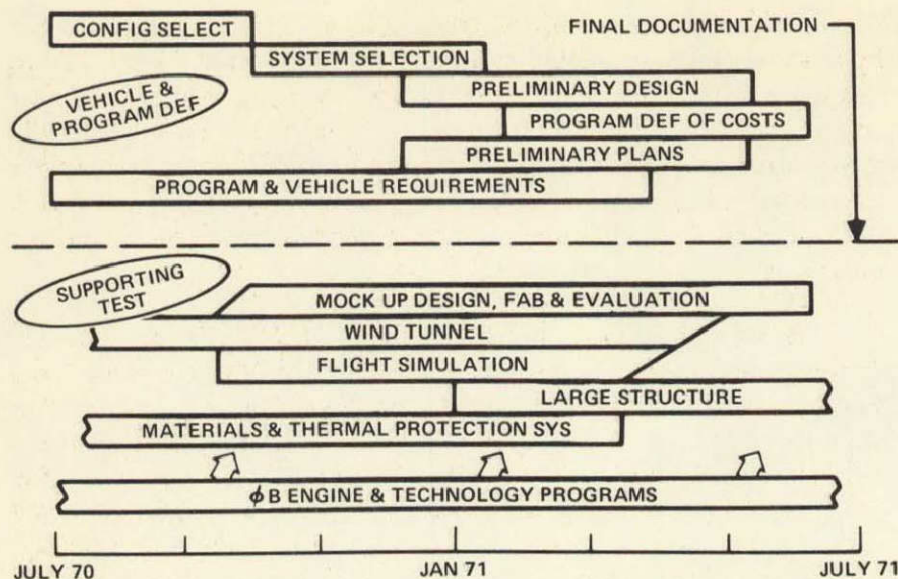 CONFIG SELECT
FINAL DOCUMENTATION
SYSTEM SELECTION
VEHICLE &
PROGRAM DEF
PRELIMINARY DESIGN
PROGRAM DEF OF COSTS
PRELIMINARY PLANS
PROGRAM & VEHICLE REQUIREMENTS
SUPPORTING
TEST
MOCK UP DESIGN, FAB & EVALUATION
WIND TUNNEL
FLIGHT SIMULATION
LARGE STRUCTURE
MATERIALS & THERMAL PROTECTION SYS
ϕB ENGINE & TECHNOLOGY PROGRAMS
JULY 70
JAN 71
JULY 71